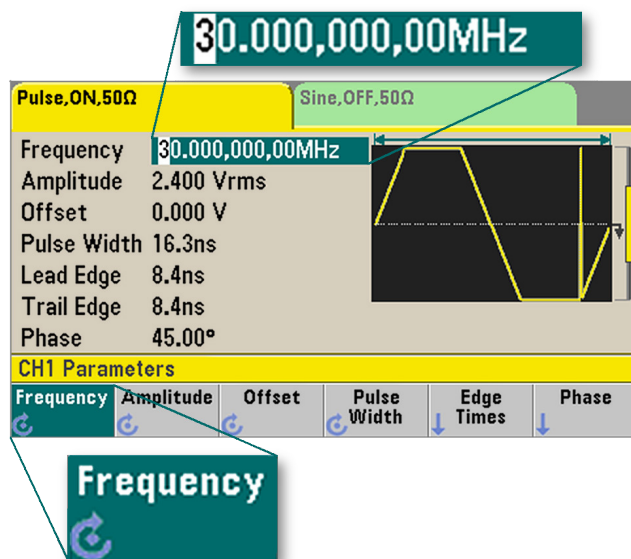 30.000,000,00MHz
Pulse,ON,50Ω
Sine,OFF,50Ω
Frequency 30.000,000,00MHz
Amplitude 2.400 Vrms
Offset 0.000 V
Pulse Width 16.3ns
Lead Edge 8.4ns
Trail Edge 8.4ns
Phase 45.00°
CH1 Parameters
Frequency Amplitude Offset Pulse Width Edge Times Phase
Frequency